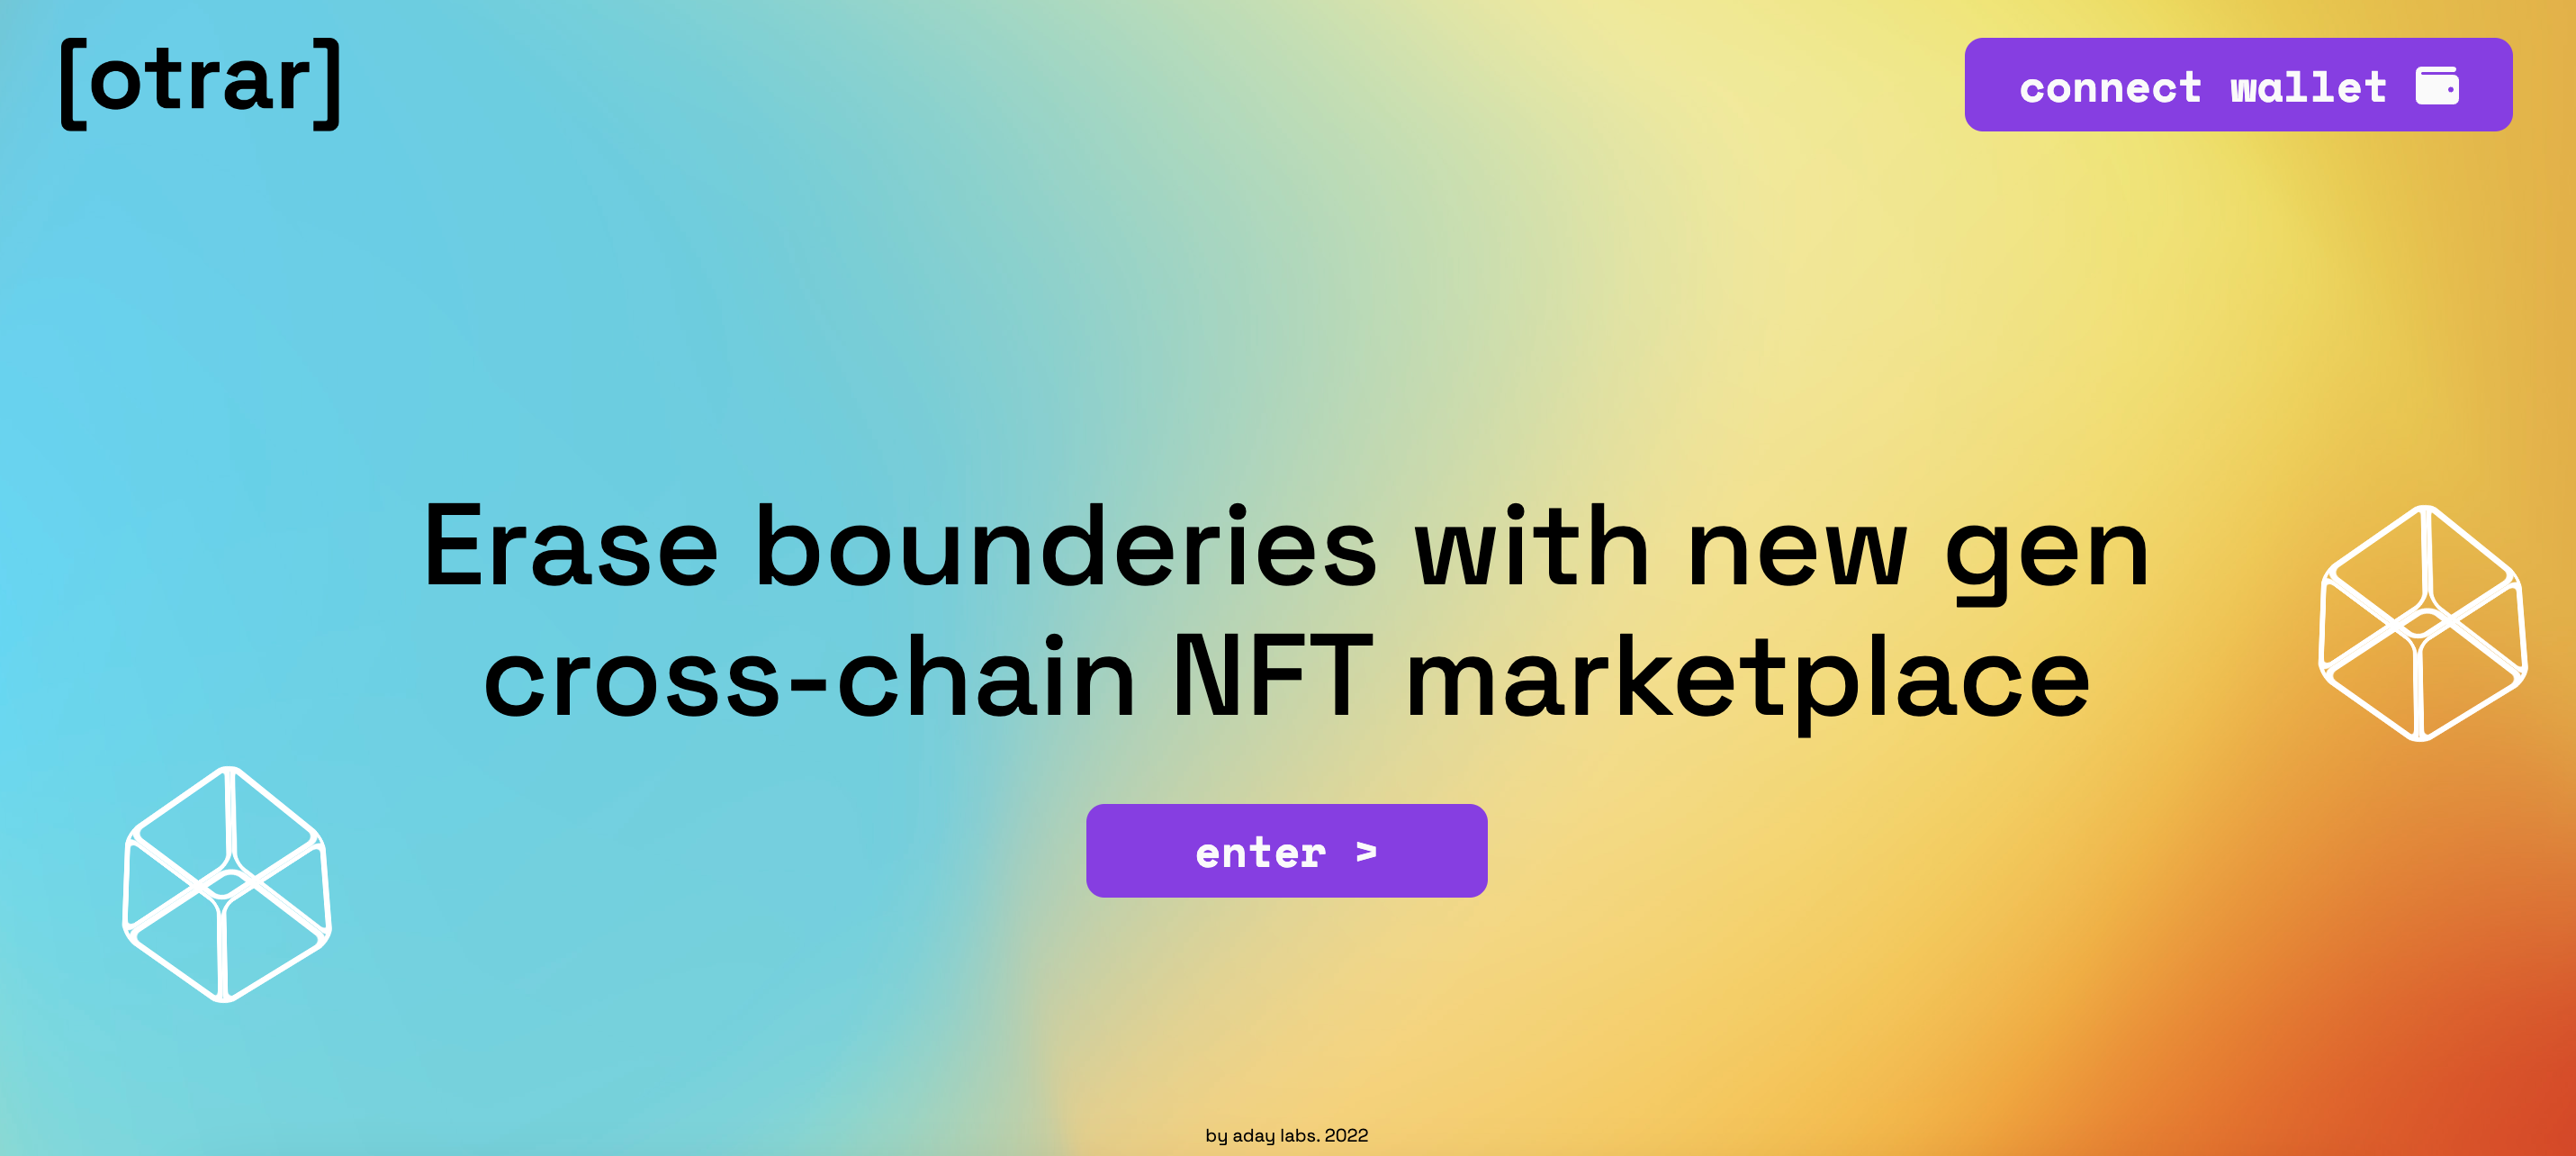 [otrar]
connect wallet
Erase bounderies with new gen
cross-chain NFT marketplace
enter >
by aday labs. 2022